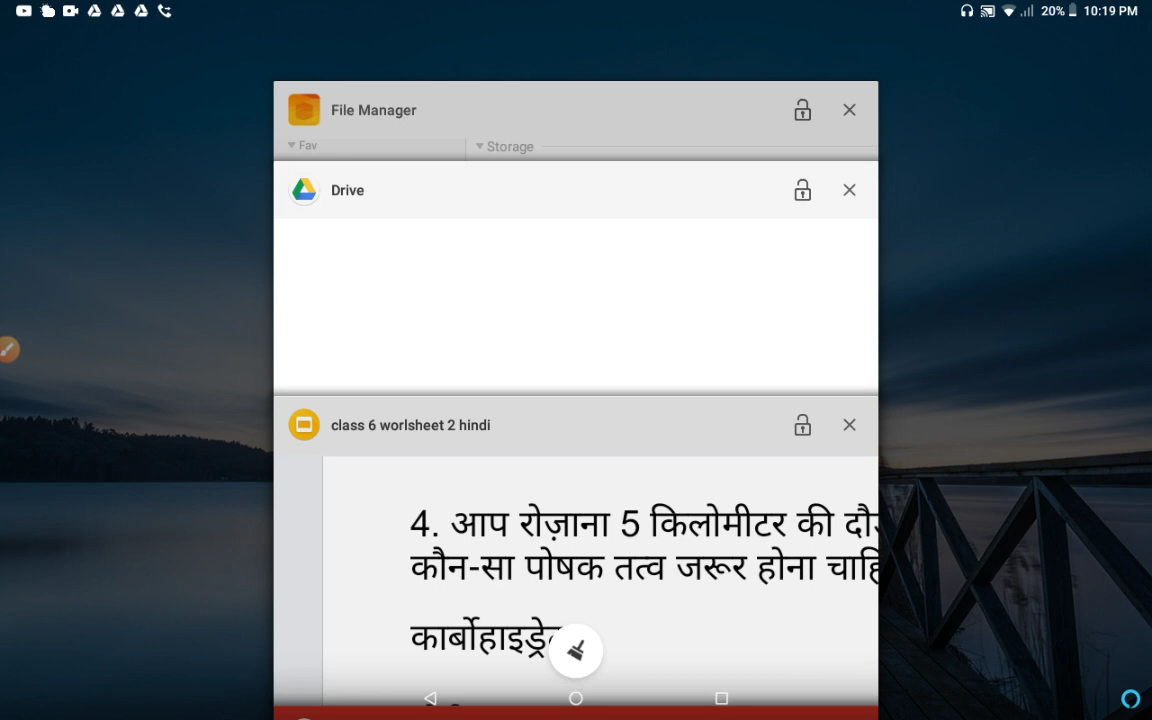 20% 10:19 PM
File Manager
Fav
Storage
Drive
class 6 worlsheet 2 hindi
4. आप रोज़ाना 5 किलोमीटर की
कौन-सा पोषक तत्व जरूर होना